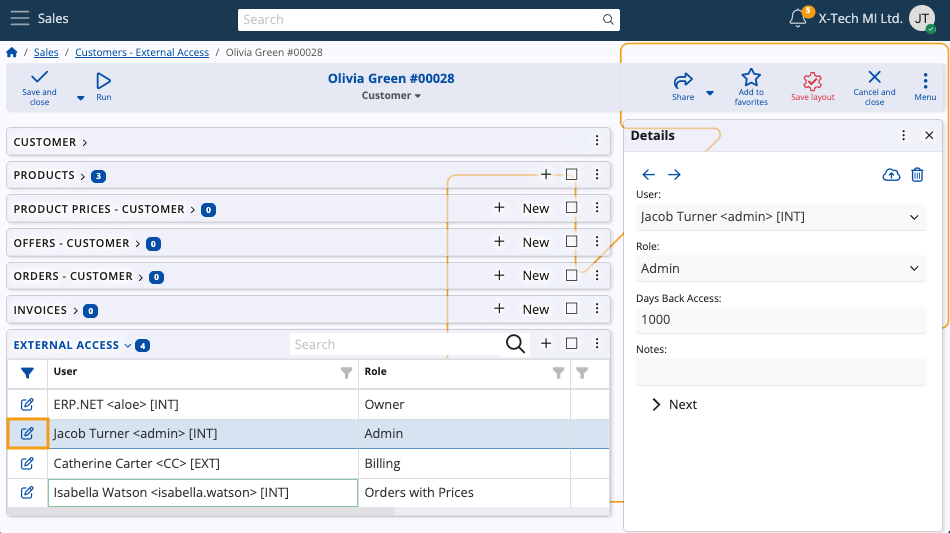 Sales
Search
5
X-Tech MI Ltd.
JT
/ Sales / Customers - External Access / Olivia Green #00028
Save and close
Run
Olivia Green #00028
Customer
Share
Add to favorites
Save layout
Cancel and close
Menu
CUSTOMER
PRODUCTS 3
PRODUCT PRICES - CUSTOMER 0 New
OFFERS - CUSTOMER 0 New
ORDERS - CUSTOMER 0 New
INVOICES 0 New
EXTERNAL ACCESS 4 Search
User Role
ERP.NET <aloe> [INT] Owner
Jacob Turner <admin> [INT] Admin
Catherine Carter <CC> [EXT] Billing
Isabella Watson <isabella.watson> [INT] Orders with Prices
Details
User:
Jacob Turner <admin> [INT]
Role:
Admin
Days Back Access:
1000
Notes:
Next